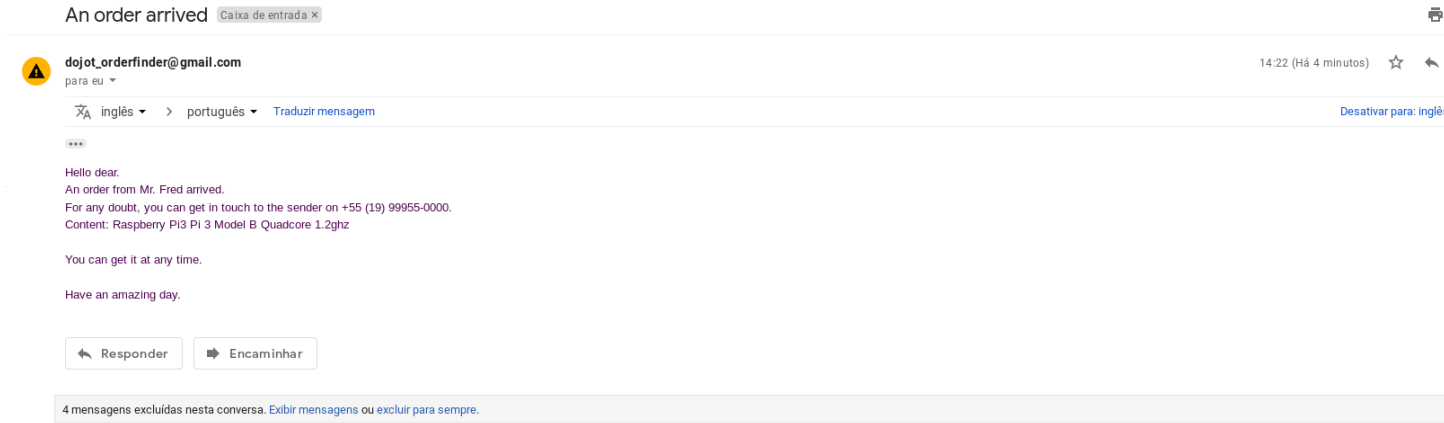 An order arrived Caixa de entrada ×
dojot_orderfinder@gmail.com 14:22 (Há 4 minutos)
para eu
inglês > português Traduzir mensagem Desativar para: inglês
Hello dear.
An order from Mr. Fred arrived.
For any doubt, you can get in touch to the sender on +55 (19) 99955-0000.
Content: Raspberry Pi3 Pi 3 Model B Quadcore 1.2ghz
You can get it at any time.
Have an amazing day.
Responder Encaminhar
4 mensagens excluídas nesta conversa. Exibir mensagens ou excluir para sempre.